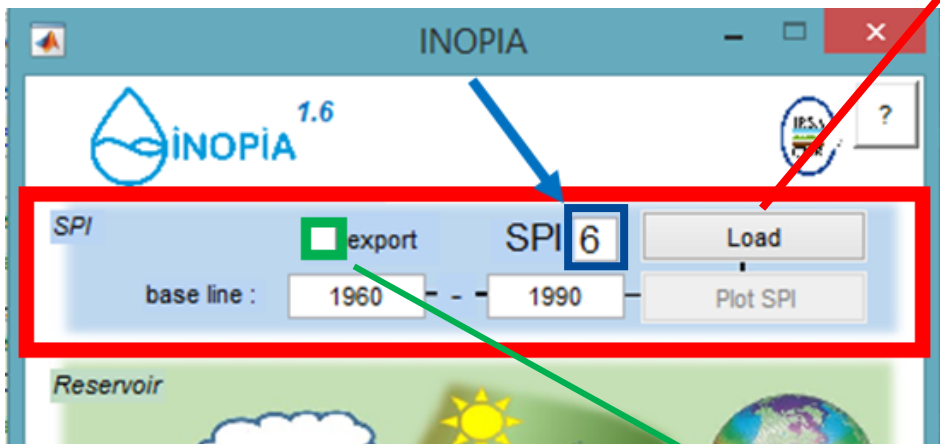 INOPIA
1.6
INOPIA
?
SPI
export
SPI 6
Load
base line :
1960 - - - 1990
Plot SPI
Reservoir